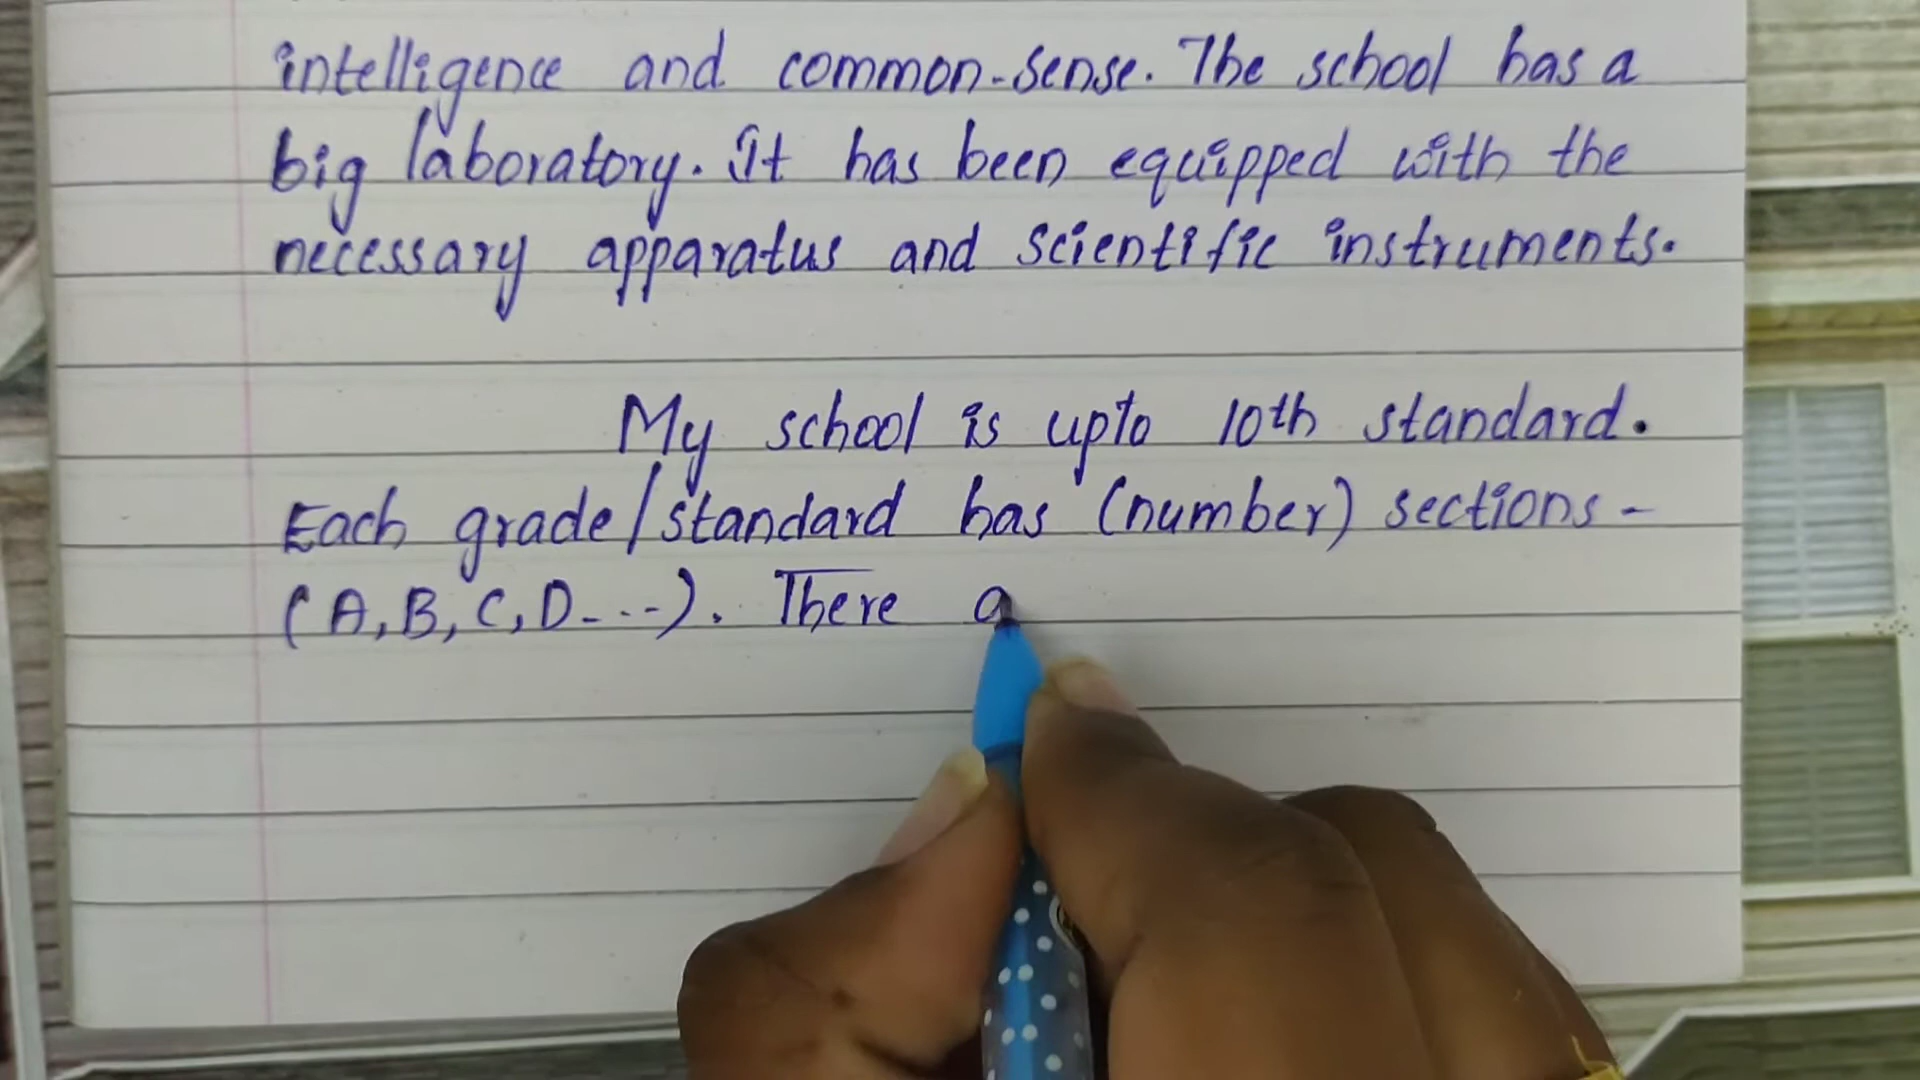 intelligence and common-sense. The school has a
big laboratory. It has been equipped with the
necessary apparatus and scientific instruments.
My school is upto 10th standard.
Each grade/standard has (number) sections -
(A, B, C, D - - --). There a